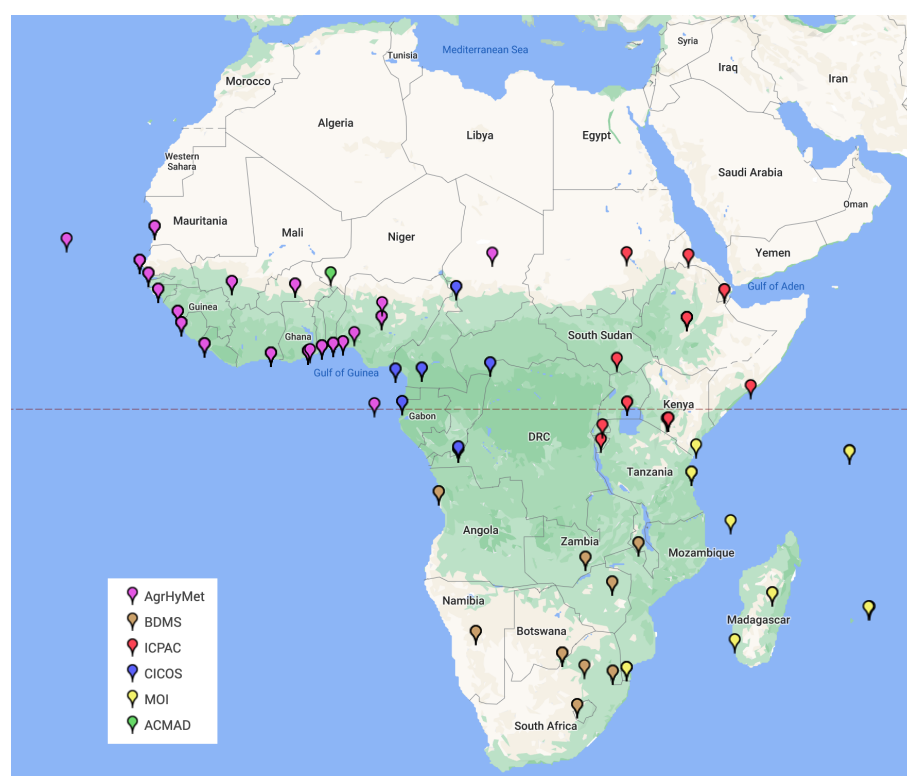 Mediterranean Sea
Syria
Tunisia
Iraq
Iran
Morocco
Algeria
Libya
Egypt
Western
Sahara
Saudi Arabia
Oman
Mauritania
Mali
Niger
Yemen
Gulf of Aden
Guinea
Ghana
South Sudan
Gulf of Guinea
Kenya
Gabon
DRC
Tanzania
Angola
Zambia
Mozambique
Namibia
Botswana
Madagascar
South Africa
AgrHyMet
BDMS
ICPAC
CICOS
MOI
ACMAD